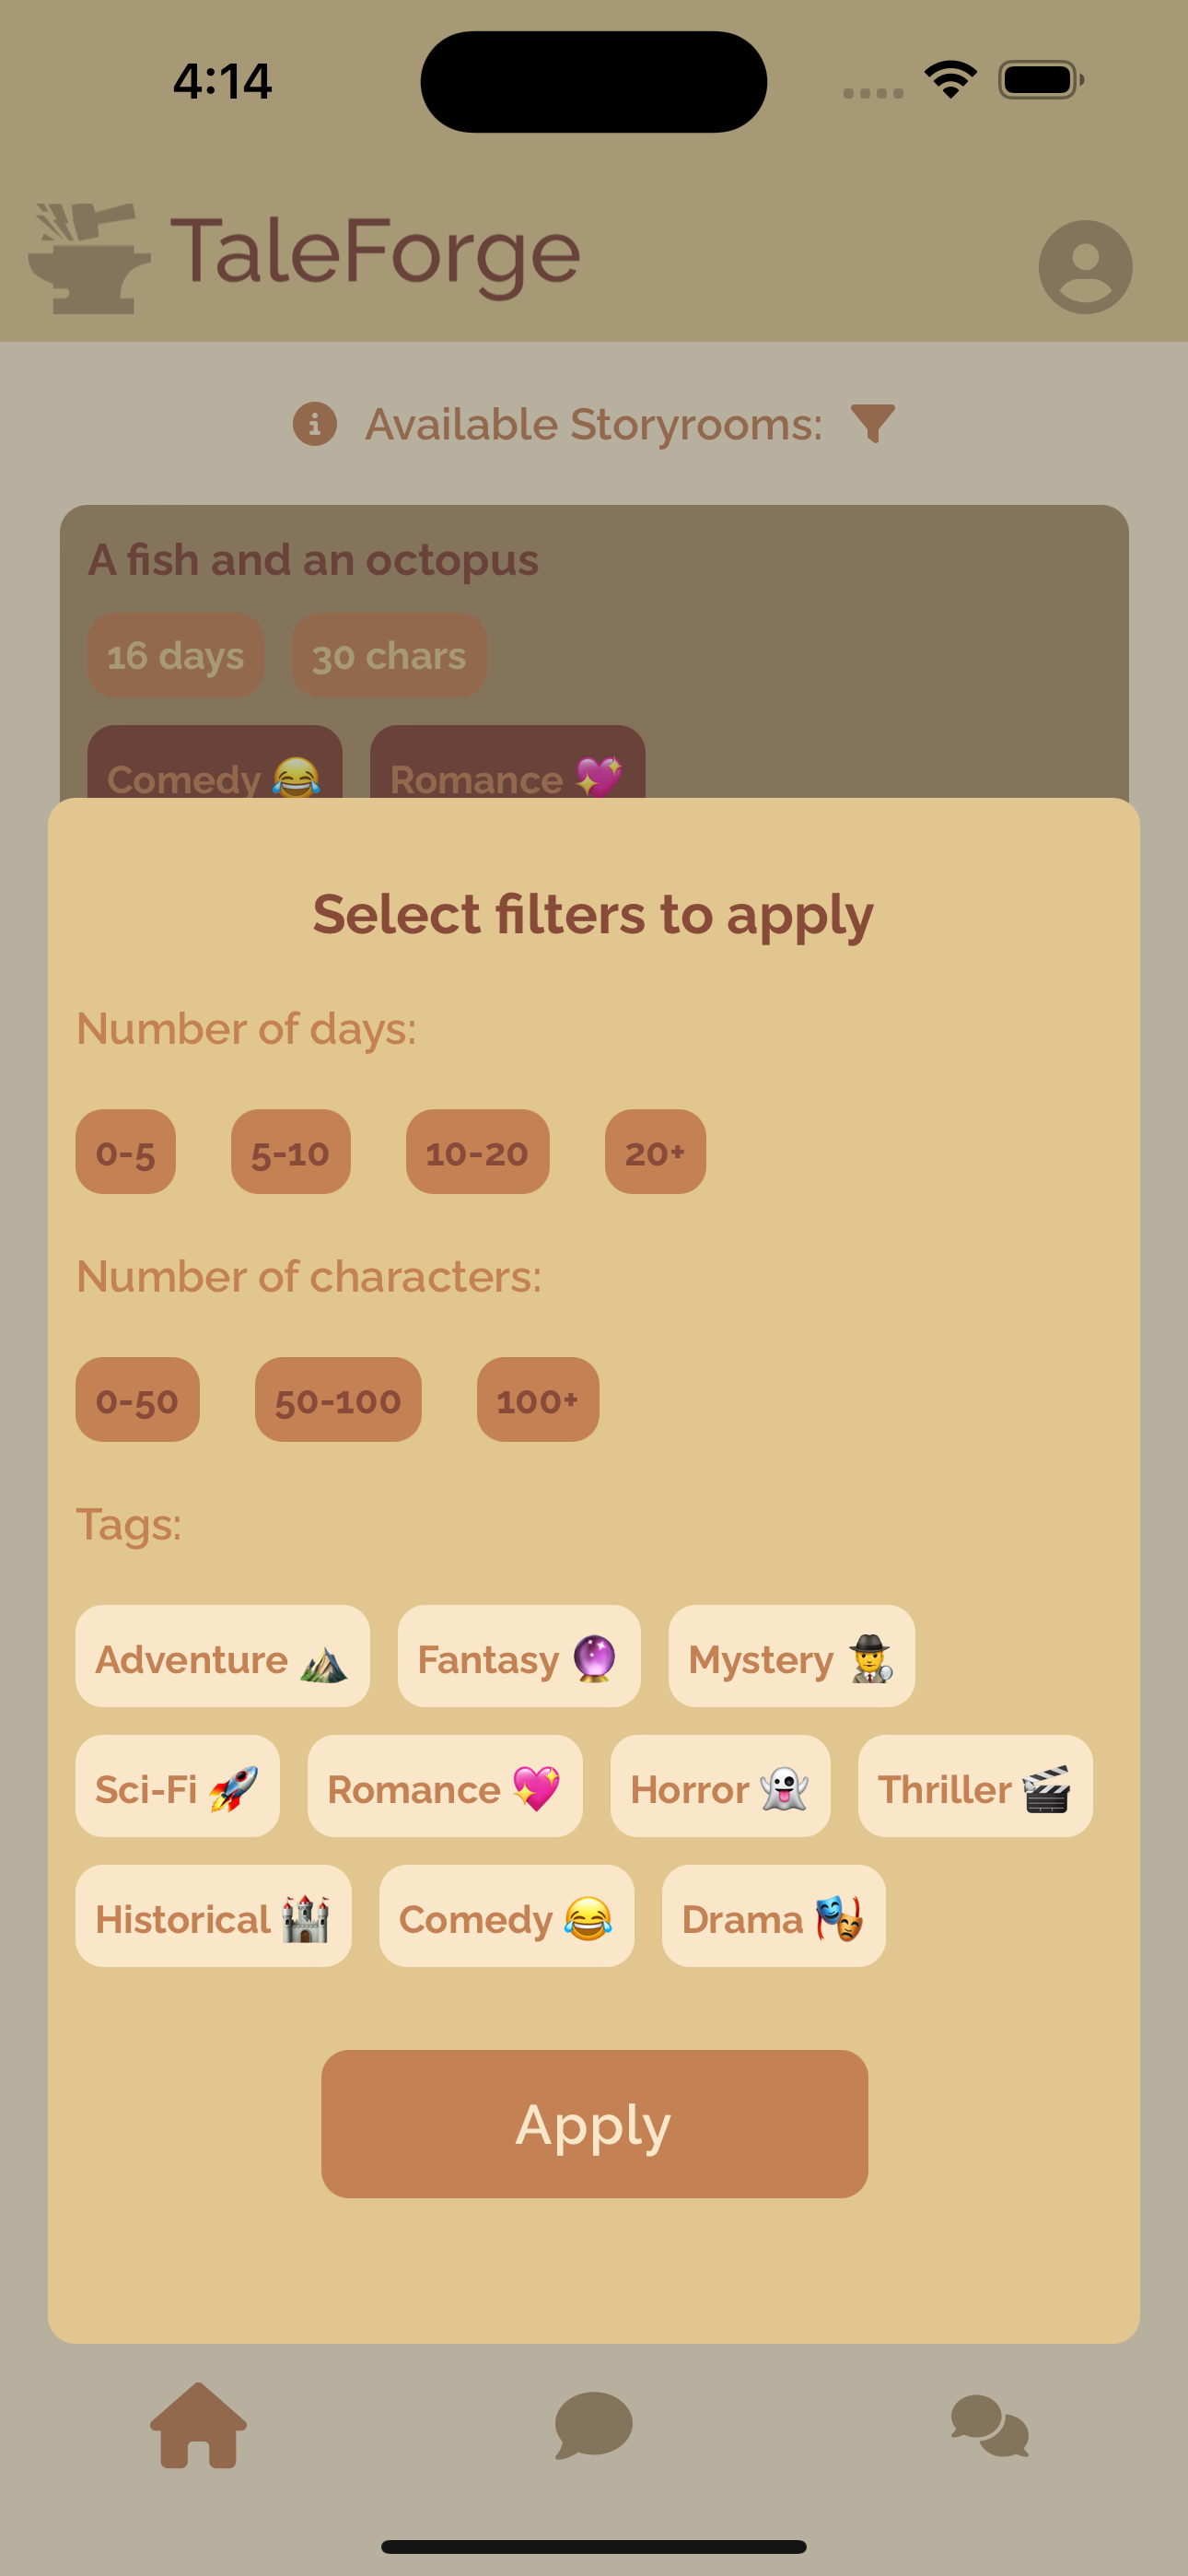 4:14
TaleForge
Available Storyrooms:
A fish and an octopus
16 days 30 chars
Comedy 😂 Romance 💖
Select filters to apply
Number of days:
0-5 5-10 10-20 20+
Number of characters:
0-50 50-100 100+
Tags:
Adventure ⛰️ Fantasy 🔮 Mystery 🕵️
Sci-Fi 🚀 Romance 💖 Horror 👻 Thriller 🎬
Historical 🏰 Comedy 😂 Drama 🎭
Apply